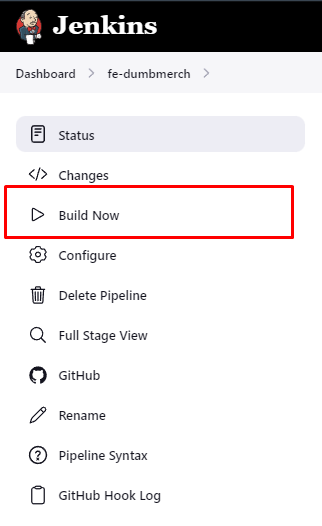 Jenkins
Dashboard fe-dumbmerch
Status
Changes
Build Now
Configure
Delete Pipeline
Full Stage View
GitHub
Rename
Pipeline Syntax
GitHub Hook Log